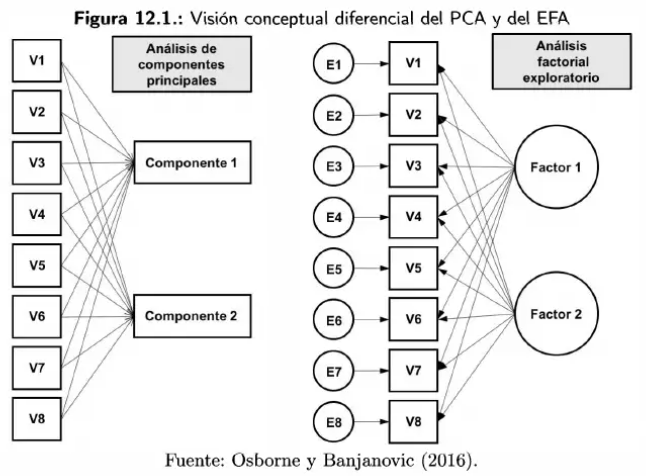 Figura 12.1.: Visión conceptual diferencial del PCA y del EFA
Análisis de
componentes
principales
V1
V2
V3
V4
V5
V6
V7
V8
Componente 1
Componente 2
Análisis
factorial
exploratorio
E1 V1
E2 V2
E3 V3
E4 V4
E5 V5
E6 V6
E7 V7
E8 V8
Factor 1
Factor 2
Fuente: Osborne y Banjanovic (2016).